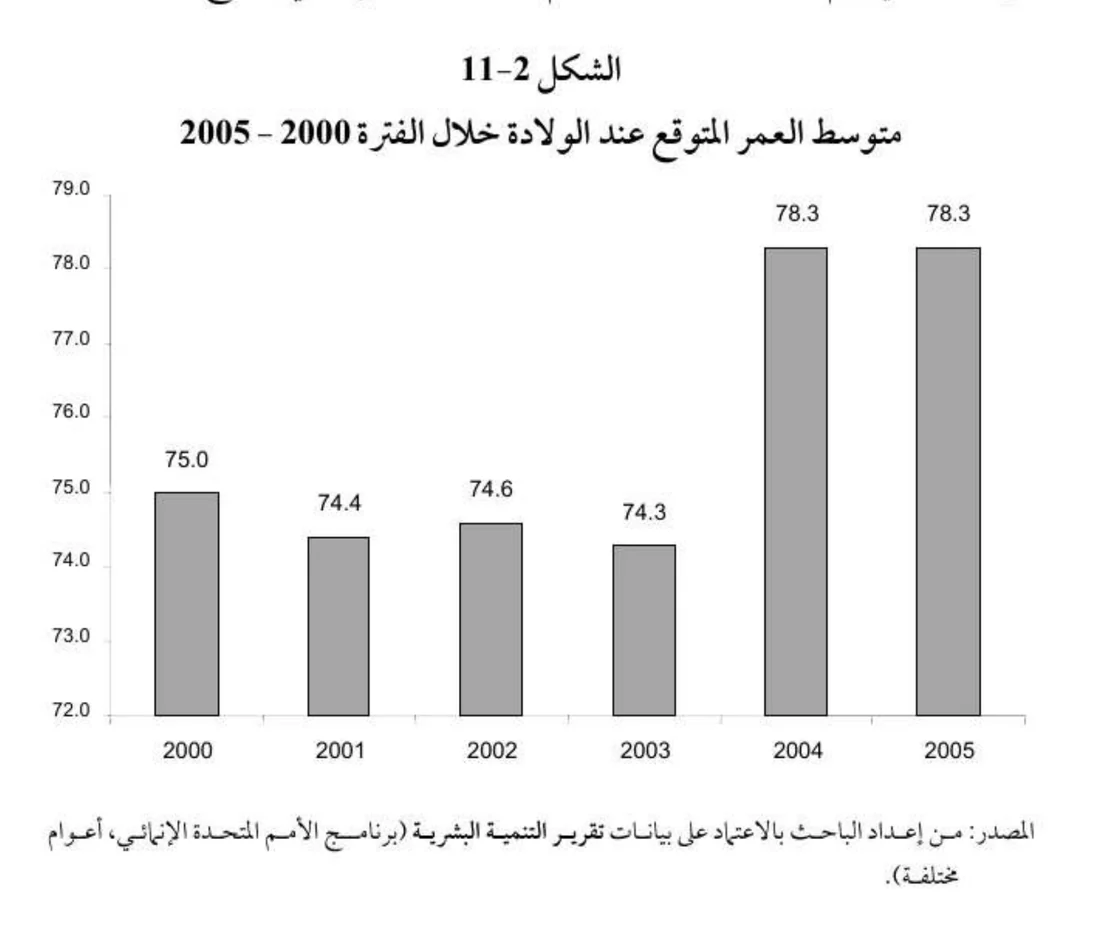 الشكل 2-11
متوسط العمر المتوقع عند الولادة خلال الفترة 2000 – 2005
79.0
78.0
77.0
76.0
75.0
74.0
73.0
72.0
75.0
74.4
74.6
74.3
78.3
78.3
2000 2001 2002 2003 2004 2005
المصدر: من إعداد الباحث بالاعتماد على بيانات تقرير التنمية البشرية (برنامج الأمم المتحدة الإنمائي، أعوام
مختلفة).